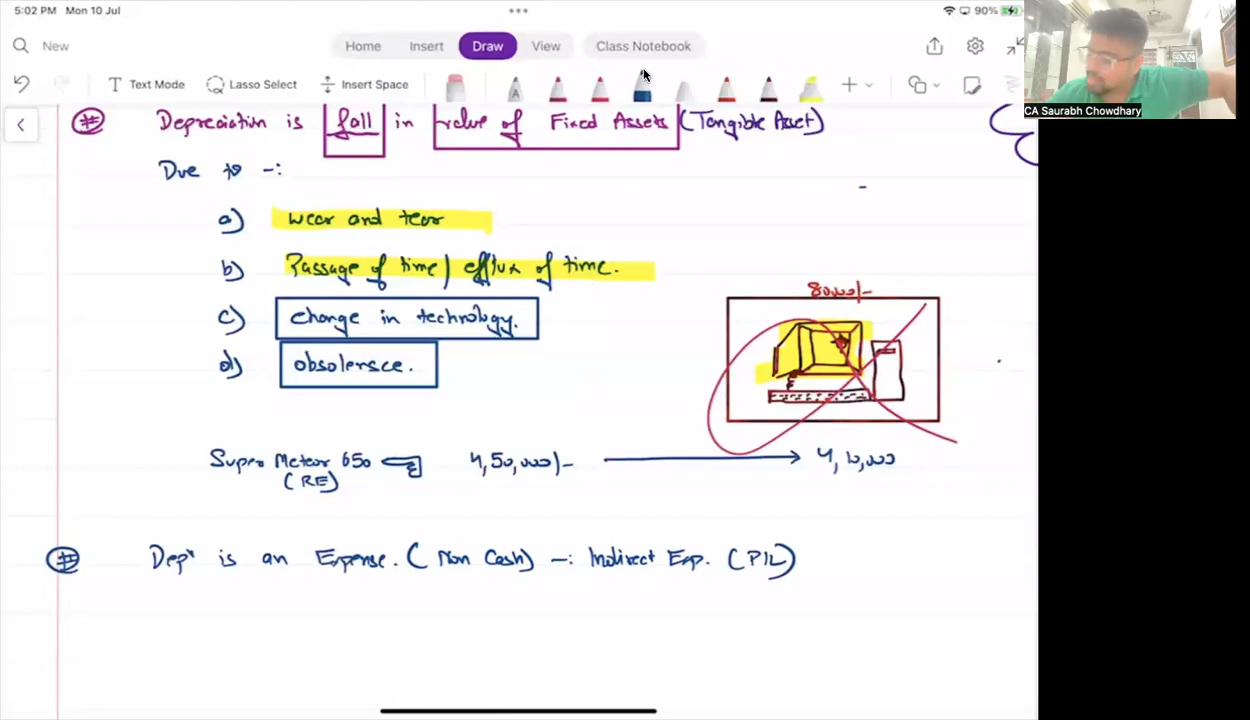 5:02 PM Mon 10 Jul
90%
New
Home Insert Draw View Class Notebook
Text Mode Lasso Select Insert Space
CA Saurabh Chowdhary
Depreciation is fall in value of Fixed Assets (Tangible Asset)
Due to -:
a) wear and tear
b) Passage of time / efflux of time.
c) change in technology.
d) obsolersce.
80,000/-
Super Meteor 650 4,50,000/- 4,10,000
(RE)
Depn is an Expense. (Non Cash) -: Indirect Exp. (P/L)